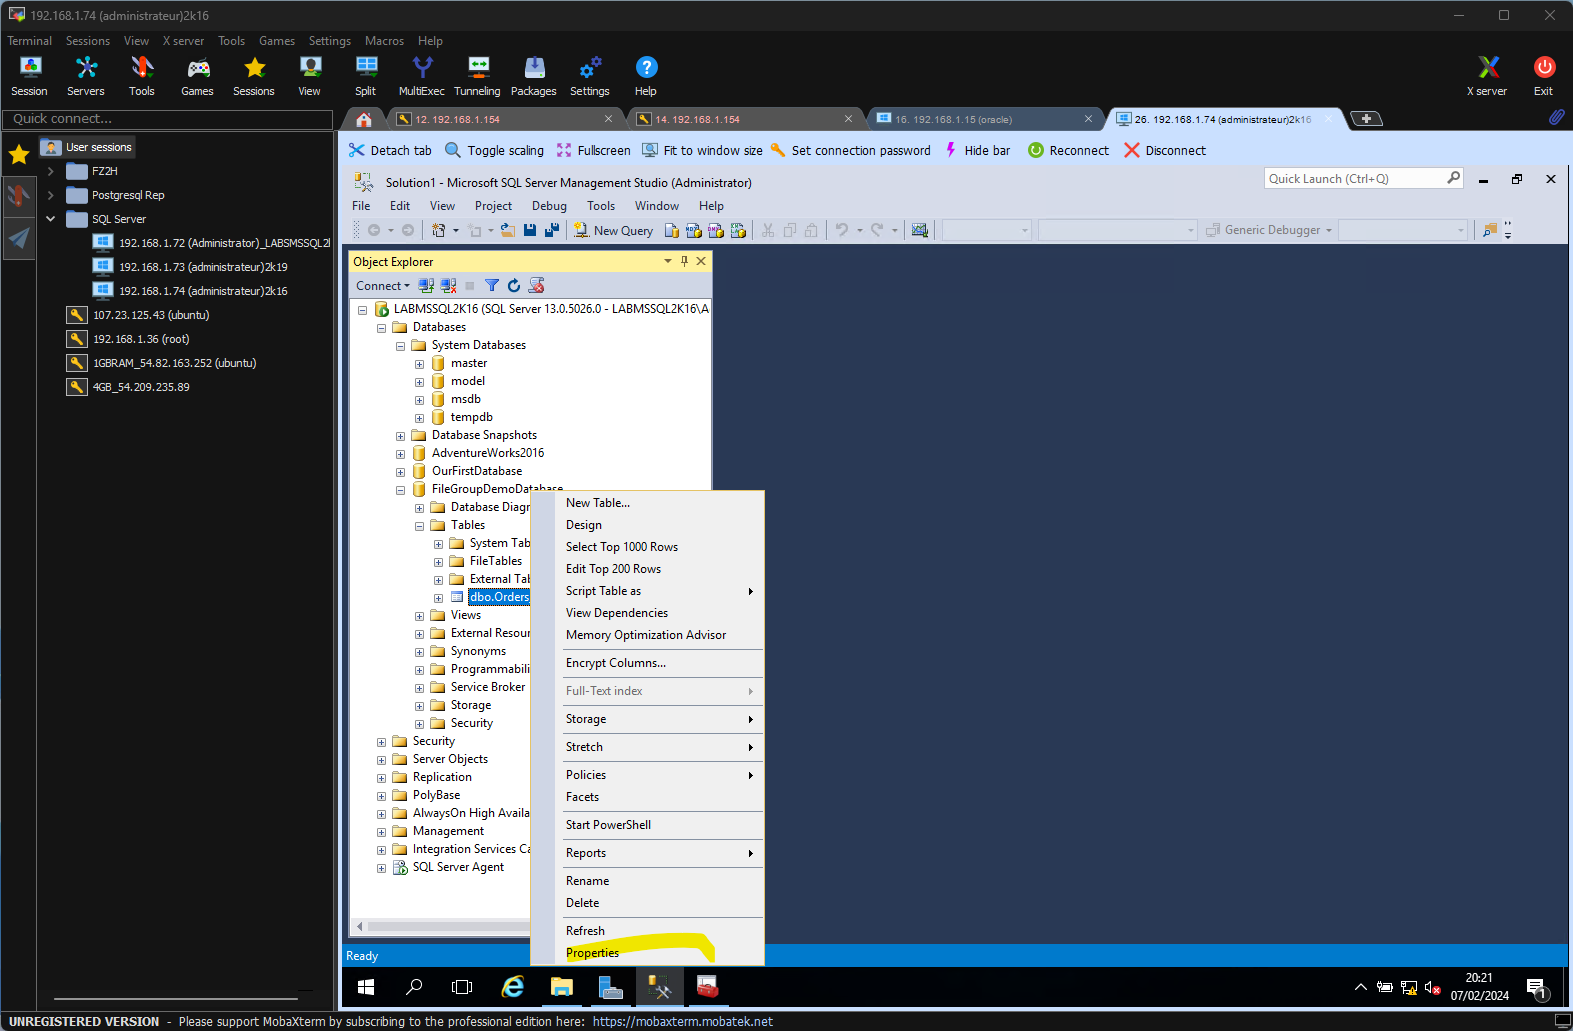 192.168.1.74 (administrateur)2k16
Terminal Sessions View X server Tools Games Settings Macros Help
Session Servers Tools Games Sessions View Split MultiExec Tunneling Packages Settings Help X server Exit
Quick connect...
12. 192.168.1.154
14. 192.168.1.154
16. 192.168.1.15 (oracle)
26. 192.168.1.74 (administrateur)2k16
User sessions
FZ2H
Postgresql Rep
SQL Server
192.168.1.72 (Administrator)_LABSMSSQL2
192.168.1.73 (administrateur)2k19
192.168.1.74 (administrateur)2k16
107.23.125.43 (ubuntu)
192.168.1.36 (root)
1GBRAM_54.82.163.252 (ubuntu)
4GB_54.209.235.89
Detach tab Toggle scaling Fullscreen Fit to window size Set connection password Hide bar Reconnect Disconnect
Solution1 - Microsoft SQL Server Management Studio (Administrator)
Quick Launch (Ctrl+Q)
File Edit View Project Debug Tools Window Help
New Query
MDX DMX XMLA
Generic Debugger
Object Explorer
Connect
LABMSSQL2K16 (SQL Server 13.0.5026.0 - LABMSSQL2K16\A
Databases
System Databases
master
model
msdb
tempdb
Database Snapshots
AdventureWorks2016
OurFirstDatabase
FileGroupDemoDatabase
Database Diagr
Tables
System Tab
FileTables
External Tab
dbo.Orders
Views
External Resour
Synonyms
Programmabili
Service Broker
Storage
Security
Security
Server Objects
Replication
PolyBase
AlwaysOn High Availa
Management
Integration Services Ca
SQL Server Agent
New Table...
Design
Select Top 1000 Rows
Edit Top 200 Rows
Script Table as
View Dependencies
Memory Optimization Advisor
Encrypt Columns...
Full-Text index
Storage
Stretch
Policies
Facets
Start PowerShell
Reports
Rename
Delete
Refresh
Properties
Ready
20:21
07/02/2024
1
UNREGISTERED VERSION - Please support MobaXterm by subscribing to the professional edition here: https://mobaxterm.mobatek.net